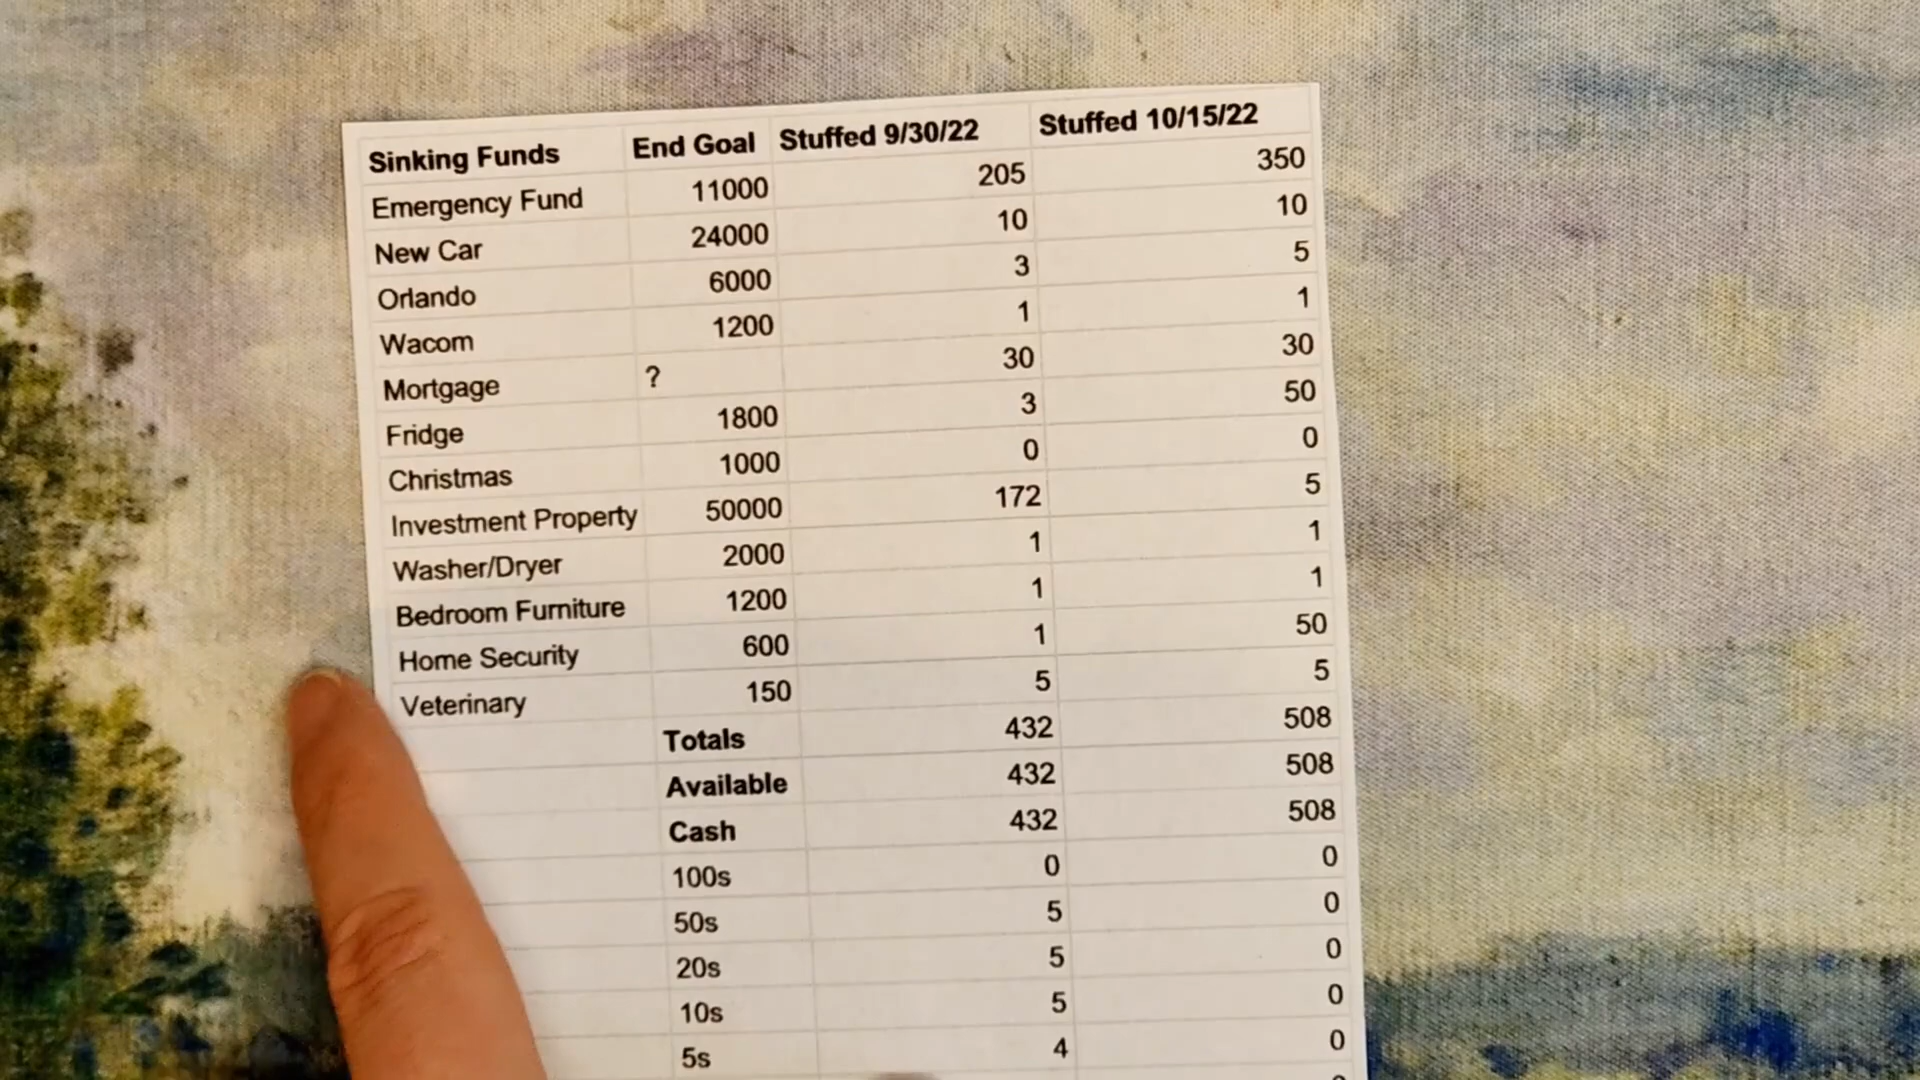 Sinking Funds End Goal Stuffed 9/30/22 Stuffed 10/15/22
Emergency Fund 11000 205 350
New Car 24000 10 10
Orlando 6000 3 5
Wacom 1200 1 1
Mortgage ? 30 30
Fridge 1800 3 50
Christmas 1000 0 0
Investment Property 50000 172 5
Washer/Dryer 2000 1 1
Bedroom Furniture 1200 1 1
Home Security 600 1 50
Veterinary 150 5 5
Totals 432 508
Available 432 508
Cash 432 508
100s 0 0
50s 5 0
20s 5 0
10s 5 0
5s 4 0